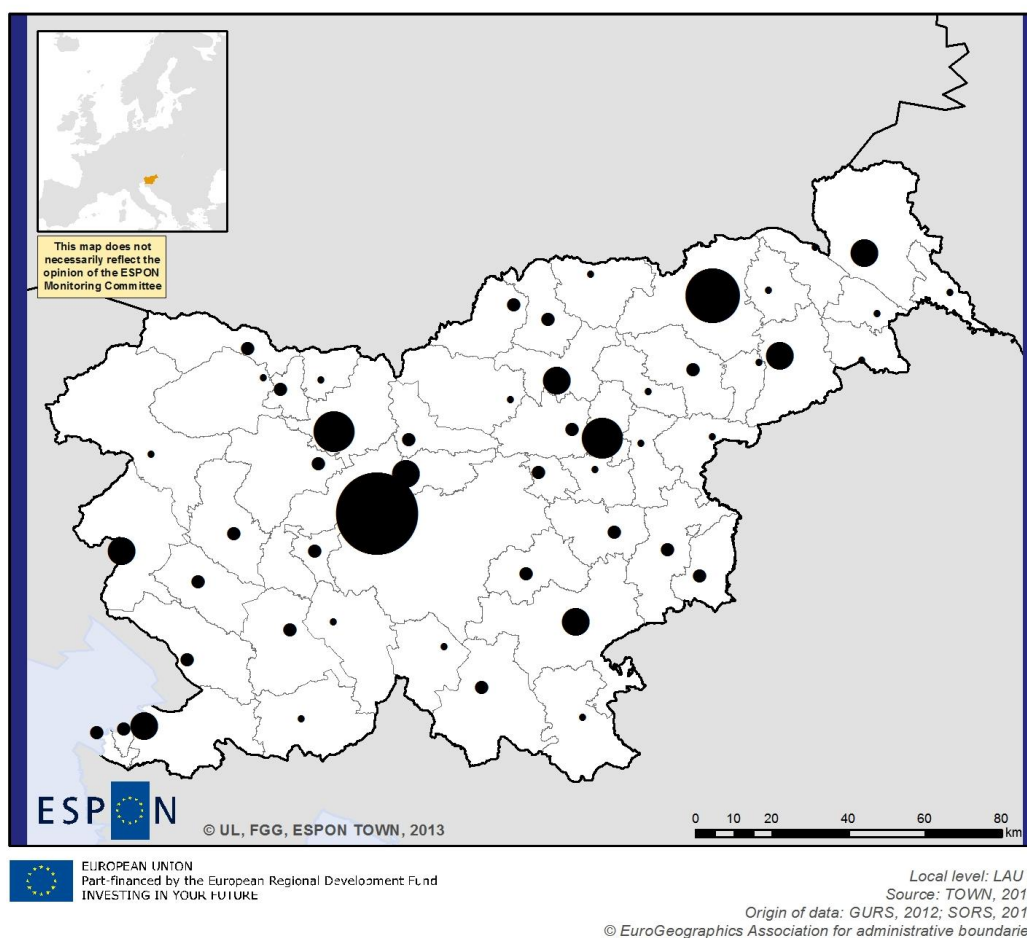 This map does not
necessarily reflect the
opinion of the ESPON
Monitoring Committee
ESPON
© UL, FGG, ESPON TOWN, 2013
0 10 20 40 60 80
km
EUROPEAN UNION
Part-financed by the European Regional Development Fund
INVESTING IN YOUR FUTURE
Local level: LAU
Source: TOWN, 201
Origin of data: GURS, 2012; SORS, 201
© EuroGeographics Association for administrative boundarie